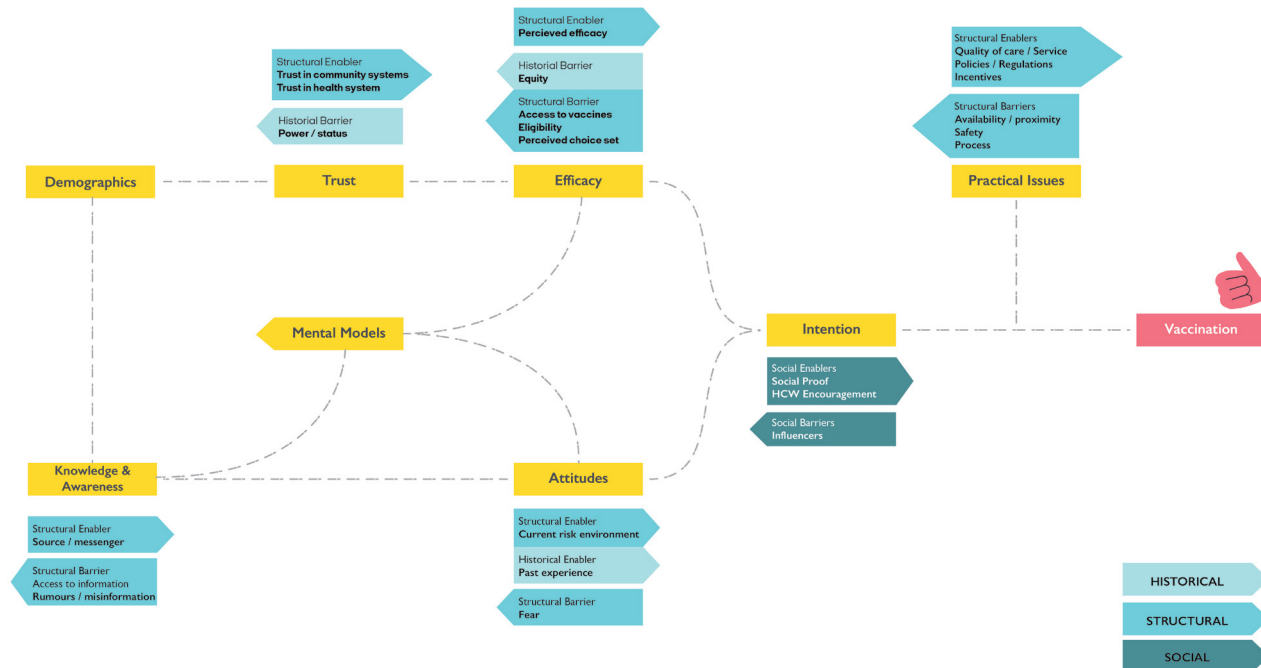 Structural Enabler
Percieved efficacy
Historial Barrier
Equity
Structural Barrier
Access to vaccines
Eligibility
Perceived choice set
Structural Enabler
Trust in community systems
Trust in health system
Historial Barrier
Power / status
Structural Enablers
Quality of care / Service
Policies / Regulations
Incentives
Structural Barriers
Availability / proximity
Safety
Process
Demographics
Trust
Efficacy
Practical Issues
Mental Models
Intention
Vaccination
Social Enablers
Social Proof
HCW Encouragement
Social Barriers
Influencers
Knowledge &
Awareness
Attitudes
Structural Enabler
Source / messenger
Structural Barrier
Access to information
Rumours / misinformation
Structural Enabler
Current risk environment
Historical Enabler
Past experience
Structural Barrier
Fear
HISTORICAL
STRUCTURAL
SOCIAL